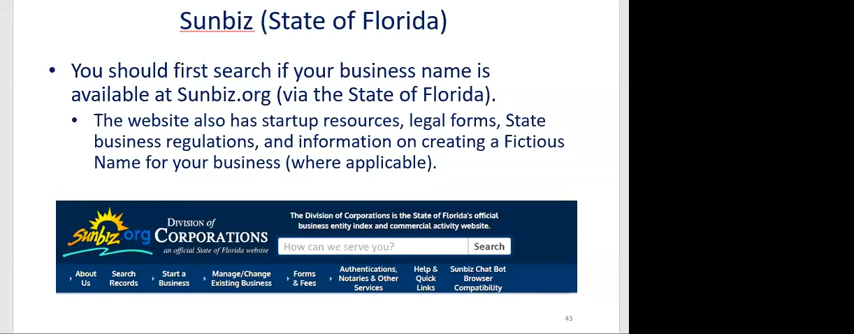 Sunbiz (State of Florida)
• You should first search if your business name is
available at Sunbiz.org (via the State of Florida).
• The website also has startup resources, legal forms, State
business regulations, and information on creating a Fictious
Name for your business (where applicable).
sunbiz.org
DIVISION of
CORPORATIONS
an official State of Florida website
The Division of Corporations is the State of Florida's official
business entity index and commercial activity website.
How can we serve you? Search
About
Us
Search
Records
Start a
Business
Manage/Change
Existing Business
Forms
& Fees
Authentications,
Notaries & Other
Services
Help &
Quick
Links
Sunbiz Chat Bot
Browser
Compatibility
43